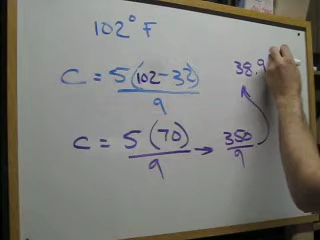 102° F
C = 5(102-32)/9
38.9
C = 5(70)/9 → 350/9